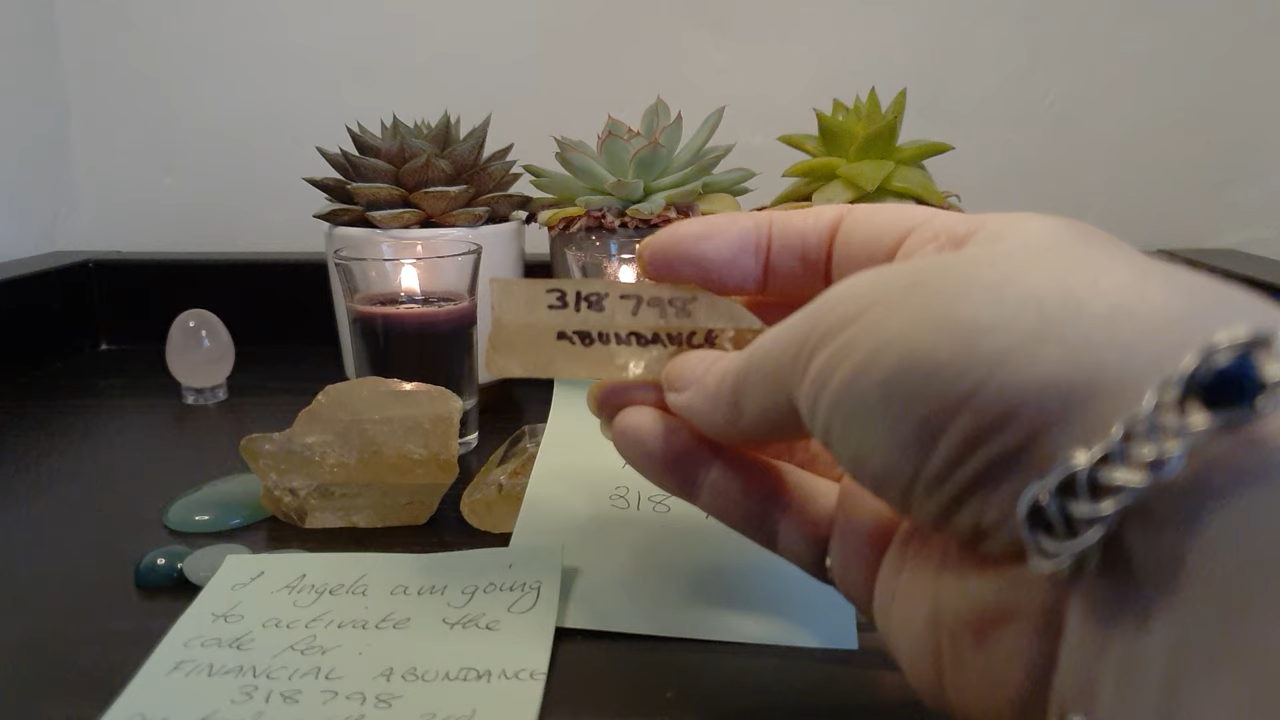 318 798
ABUNDANCE
318
I Angela am going
to activate the
code for:
FINANCIAL ABUNDANCE
318 798